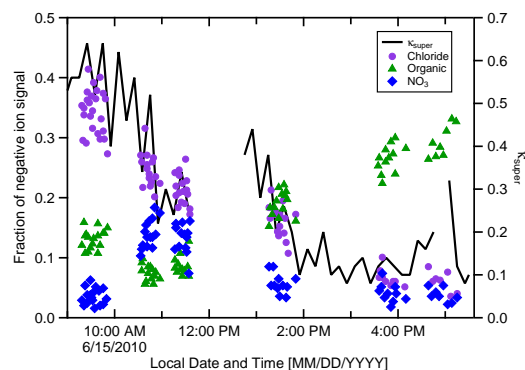 0.5
0.4
0.3
0.2
0.1
0.0
Fraction of negative ion signal
0.7
0.6
0.5
0.4
0.3
0.2
0.1
0.0
κsuper
κsuper
Chloride
Organic
NO3
10:00 AM
12:00 PM
2:00 PM
4:00 PM
6/15/2010
Local Date and Time [MM/DD/YYYY]